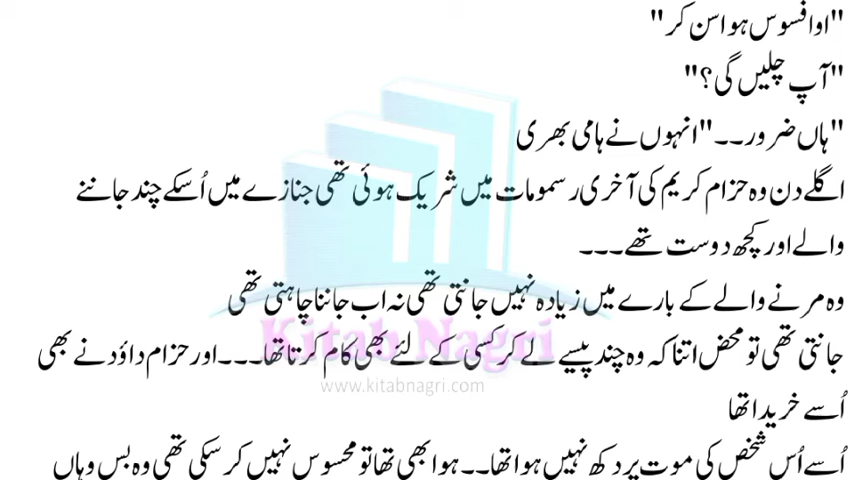 "اوا فسوس ہوا سن کر"
"آپ چلیں گی؟"
"ہاں ضرور۔۔"انہوں نے ہامی بھری
اگلے دن وہ حزام کریم کی آخری رسومات میں شریک ہوئی تھی جنازے میں اُسکے چند جاننے
والے اور کچھ دوست تھے۔۔۔
وہ مرنے والے کے بارے میں زیادہ نہیں جانتی تھی نہ اب جاننا چاہتی تھی
Kitab Nagri
جانتی تھی تو محض اتنا کہ وہ چند پیسے لے کر کسی کے لئے بھی کام کرتا تھا۔۔۔اور حزام داؤد نے بھی
www.kitabnagri.com
اُسے خریدا تھا
اُسے اُس شخص کی موت پر دکھ نہیں ہوا تھا۔۔ہوا بھی تھا تو محسوس نہیں کر سکی تھی وہ بس وہاں